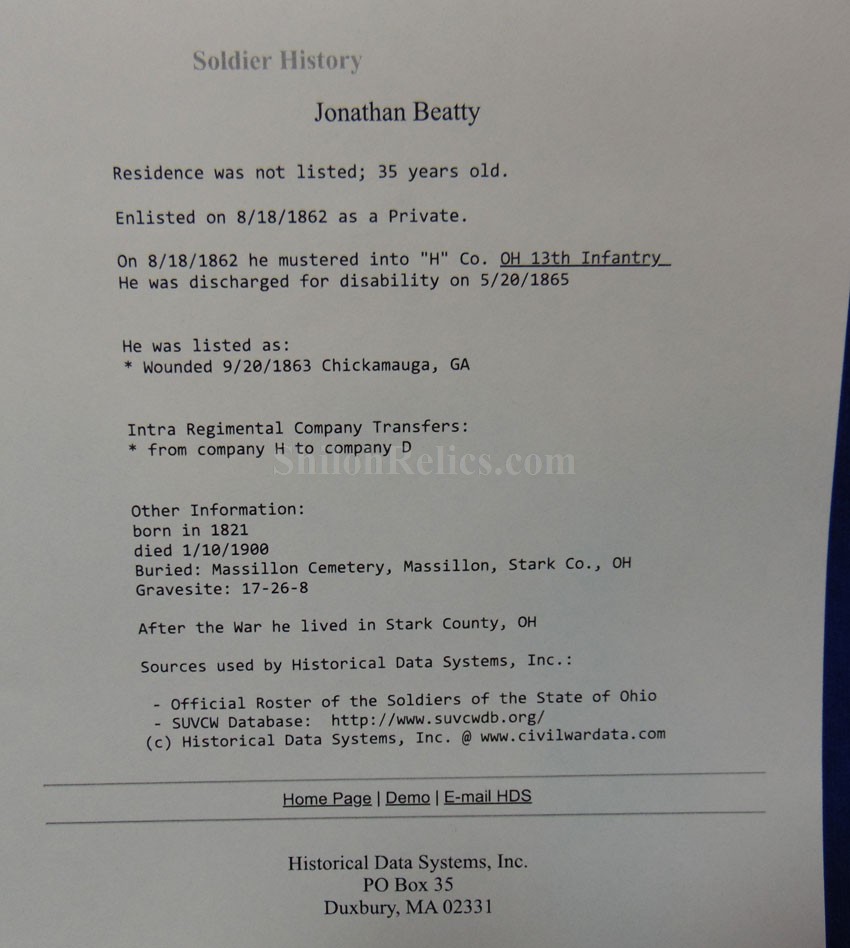 Soldier History
Jonathan Beatty
Residence was not listed; 35 years old.
Enlisted on 8/18/1862 as a Private.
On 8/18/1862 he mustered into "H" Co. OH 13th Infantry
He was discharged for disability on 5/20/1865
He was listed as:
* Wounded 9/20/1863 Chickamauga, GA
Intra Regimental Company Transfers:
* from company H to company D
ShilohRelics.com
Other Information:
born in 1821
died 1/10/1900
Buried: Massillon Cemetery, Massillon, Stark Co., OH
Gravesite: 17-26-8
After the War he lived in Stark County, OH
Sources used by Historical Data Systems, Inc.:
- Official Roster of the Soldiers of the State of Ohio
- SUVCW Database: http://www.suvcwdb.org/
(c) Historical Data Systems, Inc. @ www.civilwardata.com
Home Page | Demo | E-mail HDS
Historical Data Systems, Inc.
PO Box 35
Duxbury, MA 02331